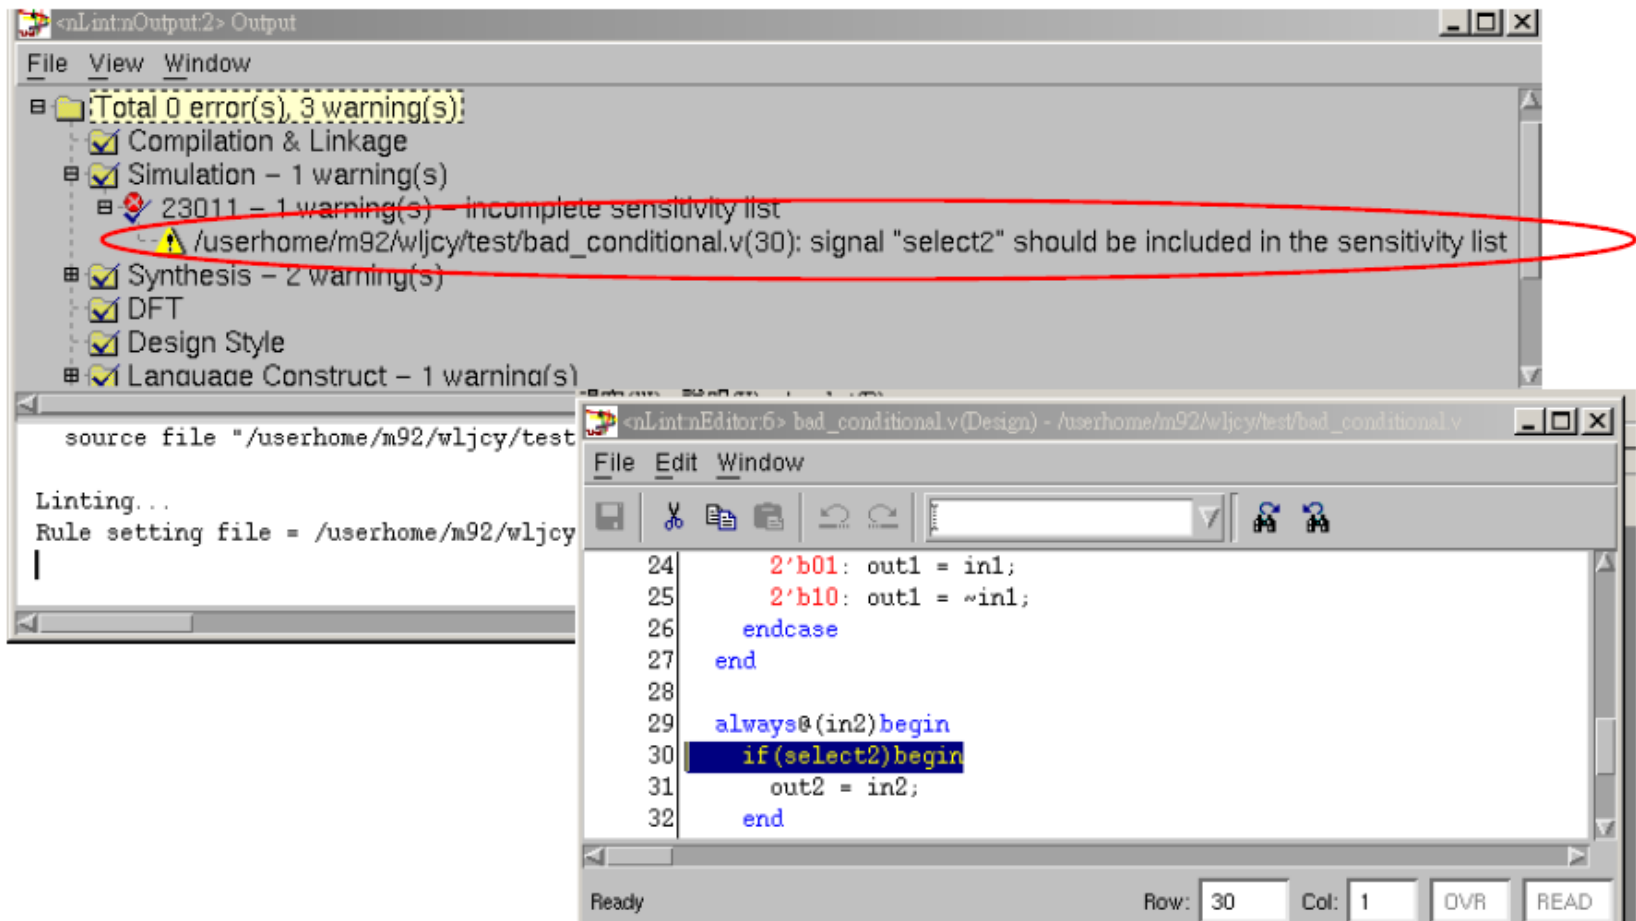 <nLint:nOutput:2> Output
File View Window
Total 0 error(s), 3 warning(s)
Compilation & Linkage
Simulation – 1 warning(s)
23011 – 1 warning(s) – incomplete sensitivity list
/userhome/m92/wljcy/test/bad_conditional.v(30): signal "select2" should be included in the sensitivity list
Synthesis – 2 warning(s)
DFT
Design Style
Language Construct – 1 warning(s)
source file "/userhome/m92/wljcy/test
Linting...
Rule setting file = /userhome/m92/wljcy
<nLint:nEditor:6> bad_conditional.v(Design) - /userhome/m92/wljcy/test/bad_conditional.v
File Edit Window
24 2'b01: out1 = in1;
25 2'b10: out1 = ~in1;
26 endcase
27 end
28
29 always@(in2)begin
30 if(select2)begin
31 out2 = in2;
32 end
Ready Row: 30 Col: 1 OVR READ